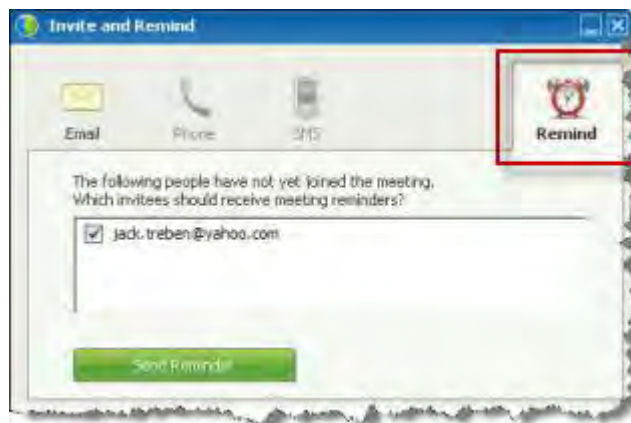 Invite and Remind
Email
Phone
SMS
Remind
The following people have not yet joined the meeting.
Which invitees should receive meeting reminders?
jack.treben@yahoo.com
Send Reminder